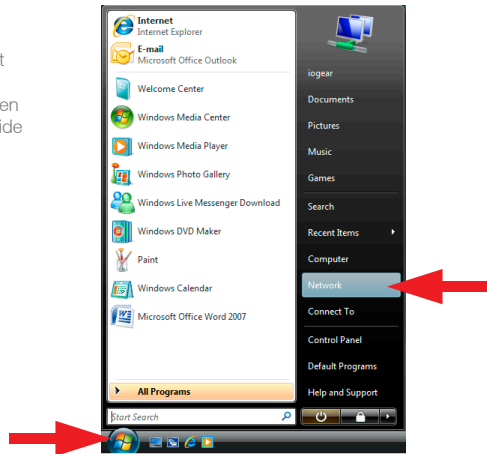 t
en
ide
Internet
Internet Explorer
E-mail
Microsoft Office Outlook
Welcome Center
Windows Media Center
Windows Media Player
Windows Photo Gallery
Windows Live Messenger Download
Windows DVD Maker
Paint
Windows Calendar
Microsoft Office Word 2007
All Programs
Start Search
iogear
Documents
Pictures
Music
Games
Search
Recent Items
Computer
Network
Connect To
Control Panel
Default Programs
Help and Support